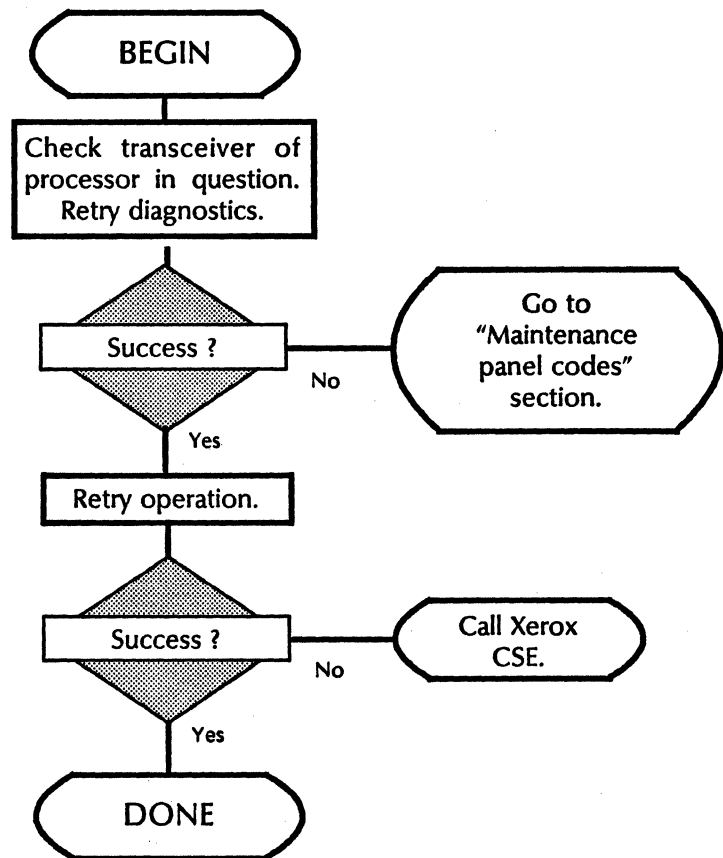 BEGIN
Check transceiver of
processor in question.
Retry diagnostics.
Success ?
No
Go to
“Maintenance
panel codes”
section.
Yes
Retry operation.
Success ?
No
Call Xerox
CSE.
Yes
DONE